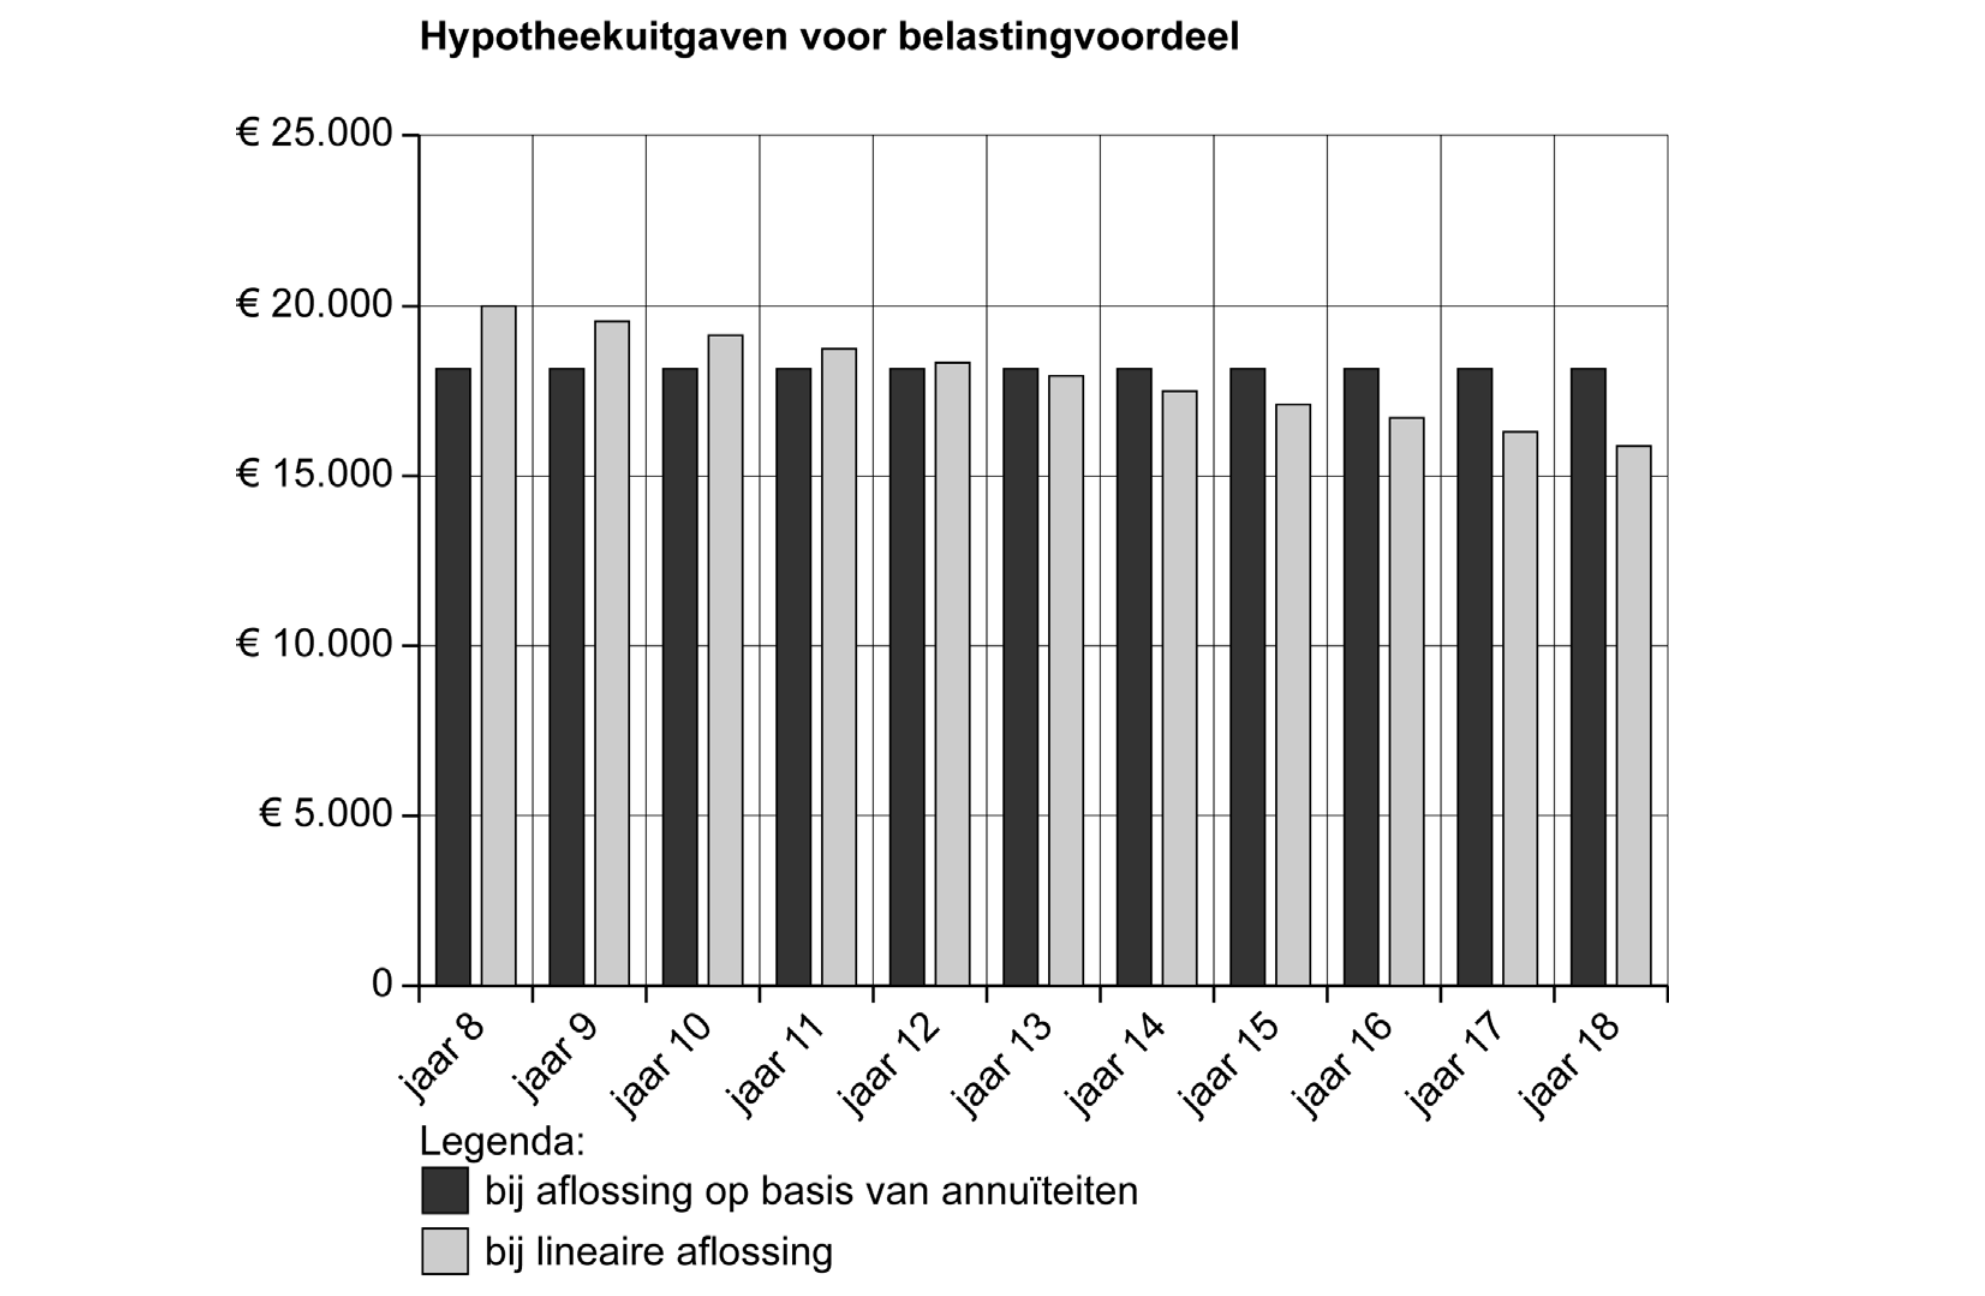 Hypotheekuitgaven voor belastingvoordeel
€ 25.000
€ 20.000
€ 15.000
€ 10.000
€ 5.000
0
jaar 8
jaar 9
jaar 10
jaar 11
jaar 12
jaar 13
jaar 14
jaar 15
jaar 16
jaar 17
jaar 18
Legenda:
bij aflossing op basis van annuïteiten
bij lineaire aflossing